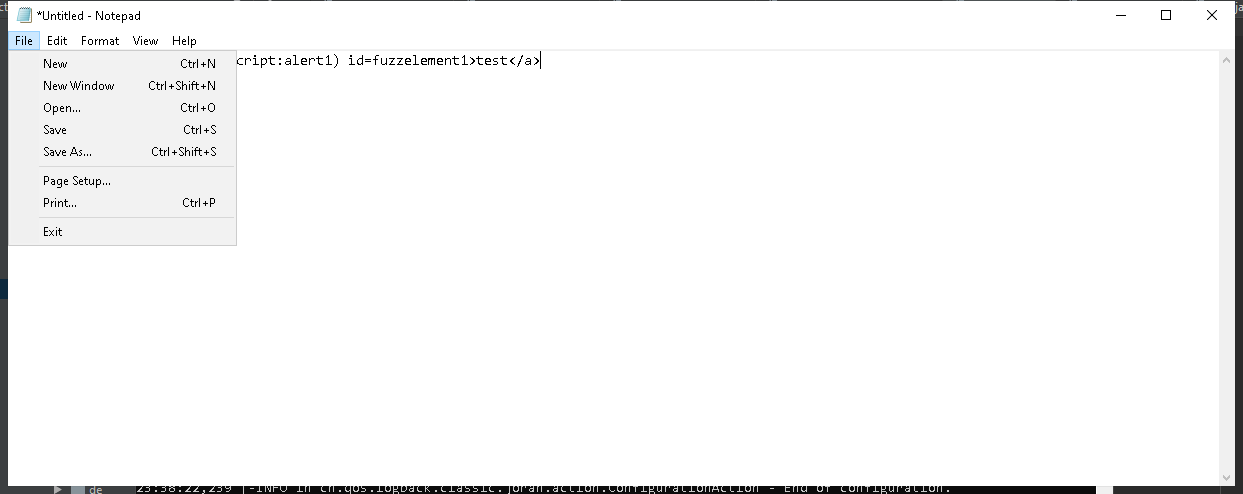 *Untitled - Notepad
File Edit Format View Help
cript:alert1) id=fuzzelement1>test</a>
New Ctrl+N
New Window Ctrl+Shift+N
Open... Ctrl+O
Save Ctrl+S
Save As... Ctrl+Shift+S
Page Setup...
Print... Ctrl+P
Exit
de 23:38:22,239 |-INFO in ch.qos.logback.classic.joran.action.ConfigurationAction - End of configuration.